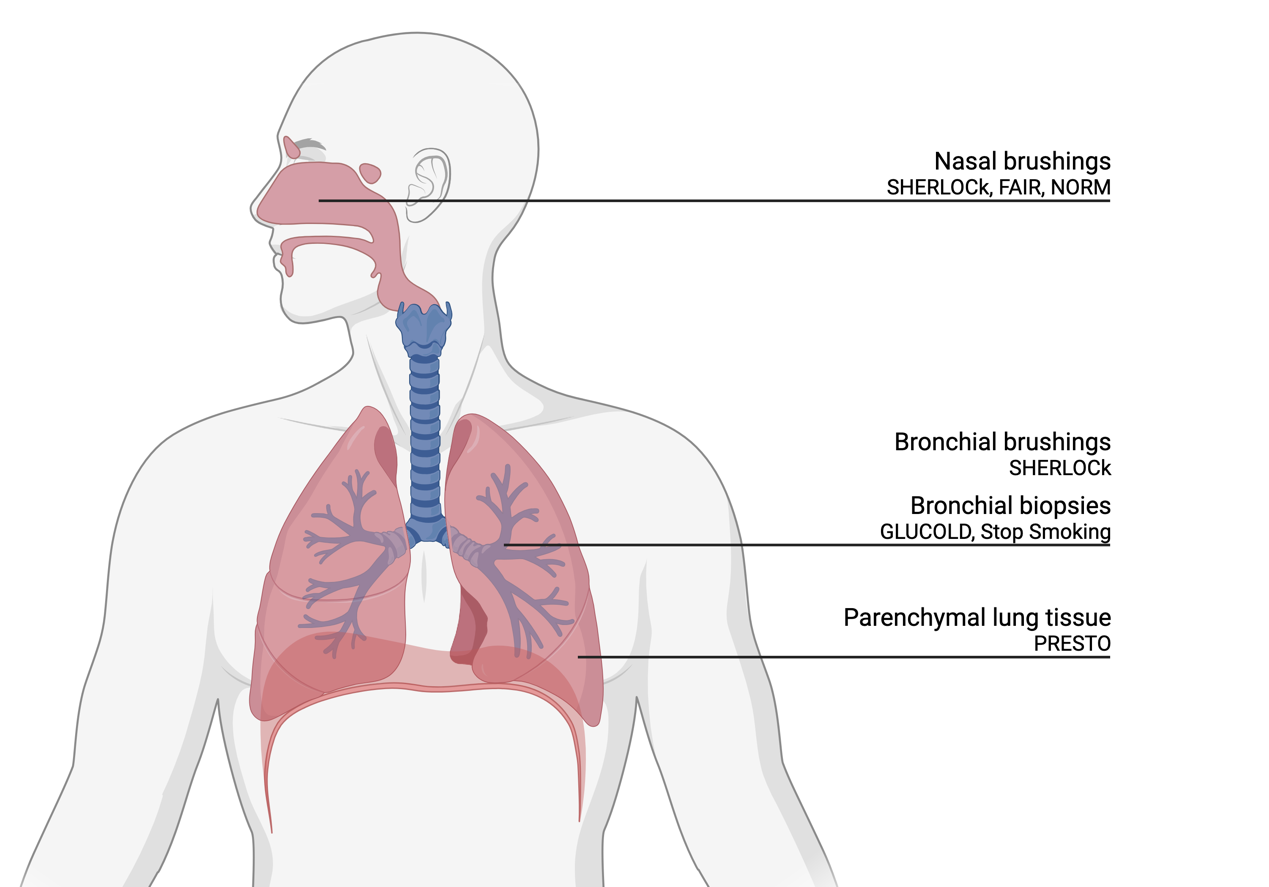 Nasal brushings
SHERLOCk, FAIR, NORM
Bronchial brushings
SHERLOCk
Bronchial biopsies
GLUCOLD, Stop Smoking
Parenchymal lung tissue
PRESTO